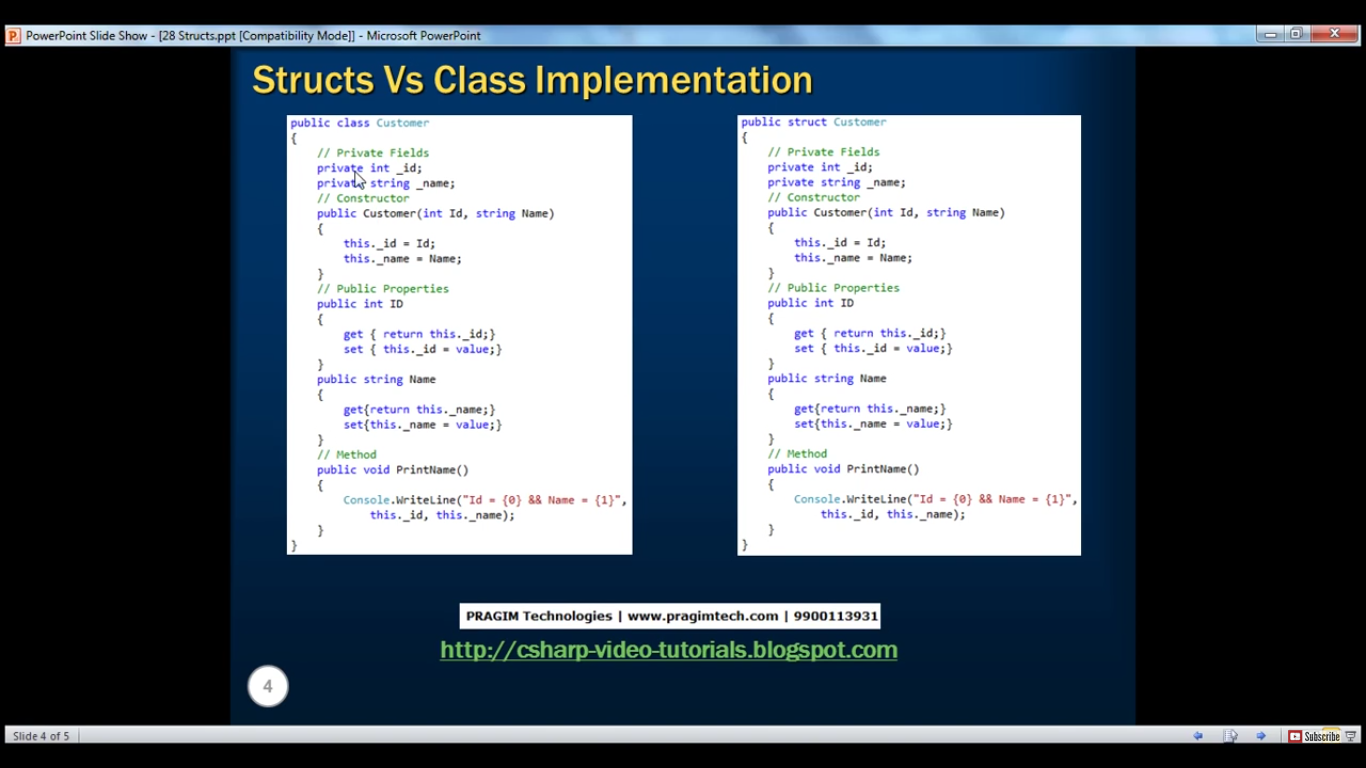 PowerPoint Slide Show - [28 Structs.ppt [Compatibility Mode]] - Microsoft PowerPoint
Structs Vs Class Implementation
public class Customer
{
// Private Fields
private int _id;
private string _name;
// Constructor
public Customer(int Id, string Name)
{
this._id = Id;
this._name = Name;
}
// Public Properties
public int ID
{
get { return this._id;}
set { this._id = value;}
}
public string Name
{
get{return this._name;}
set{this._name = value;}
}
// Method
public void PrintName()
{
Console.WriteLine("Id = {0} && Name = {1}",
this._id, this._name);
}
}
public struct Customer
{
// Private Fields
private int _id;
private string _name;
// Constructor
public Customer(int Id, string Name)
{
this._id = Id;
this._name = Name;
}
// Public Properties
public int ID
{
get { return this._id;}
set { this._id = value;}
}
public string Name
{
get{return this._name;}
set{this._name = value;}
}
// Method
public void PrintName()
{
Console.WriteLine("Id = {0} && Name = {1}",
this._id, this._name);
}
}
PRAGIM Technologies | www.pragimtech.com | 9900113931
http://csharp-video-tutorials.blogspot.com
4
Slide 4 of 5
Subscribe